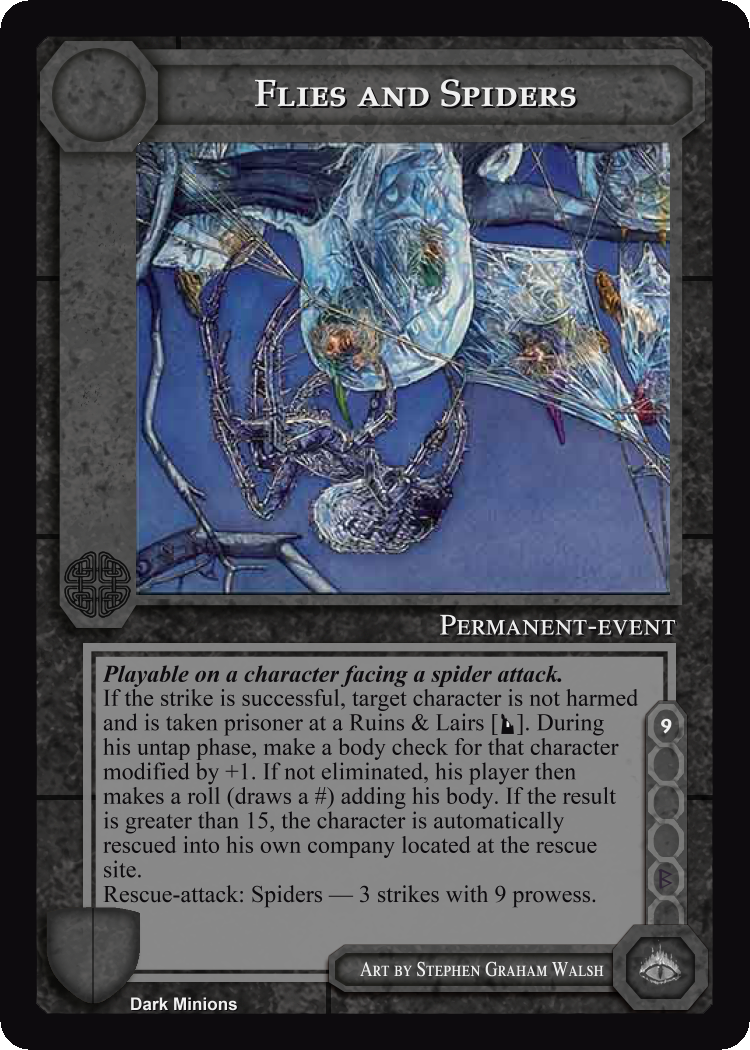 Flies and Spiders
Permanent-event
Playable on a character facing a spider attack.
If the strike is successful, target character is not harmed
and is taken prisoner at a Ruins & Lairs [ ]. During
his untap phase, make a body check for that character
modified by +1. If not eliminated, his player then
makes a roll (draws a #) adding his body. If the result
is greater than 15, the character is automatically
rescued into his own company located at the rescue
site.
Rescue-attack: Spiders — 3 strikes with 9 prowess.
9
B
Art by Stephen Graham Walsh
Dark Minions